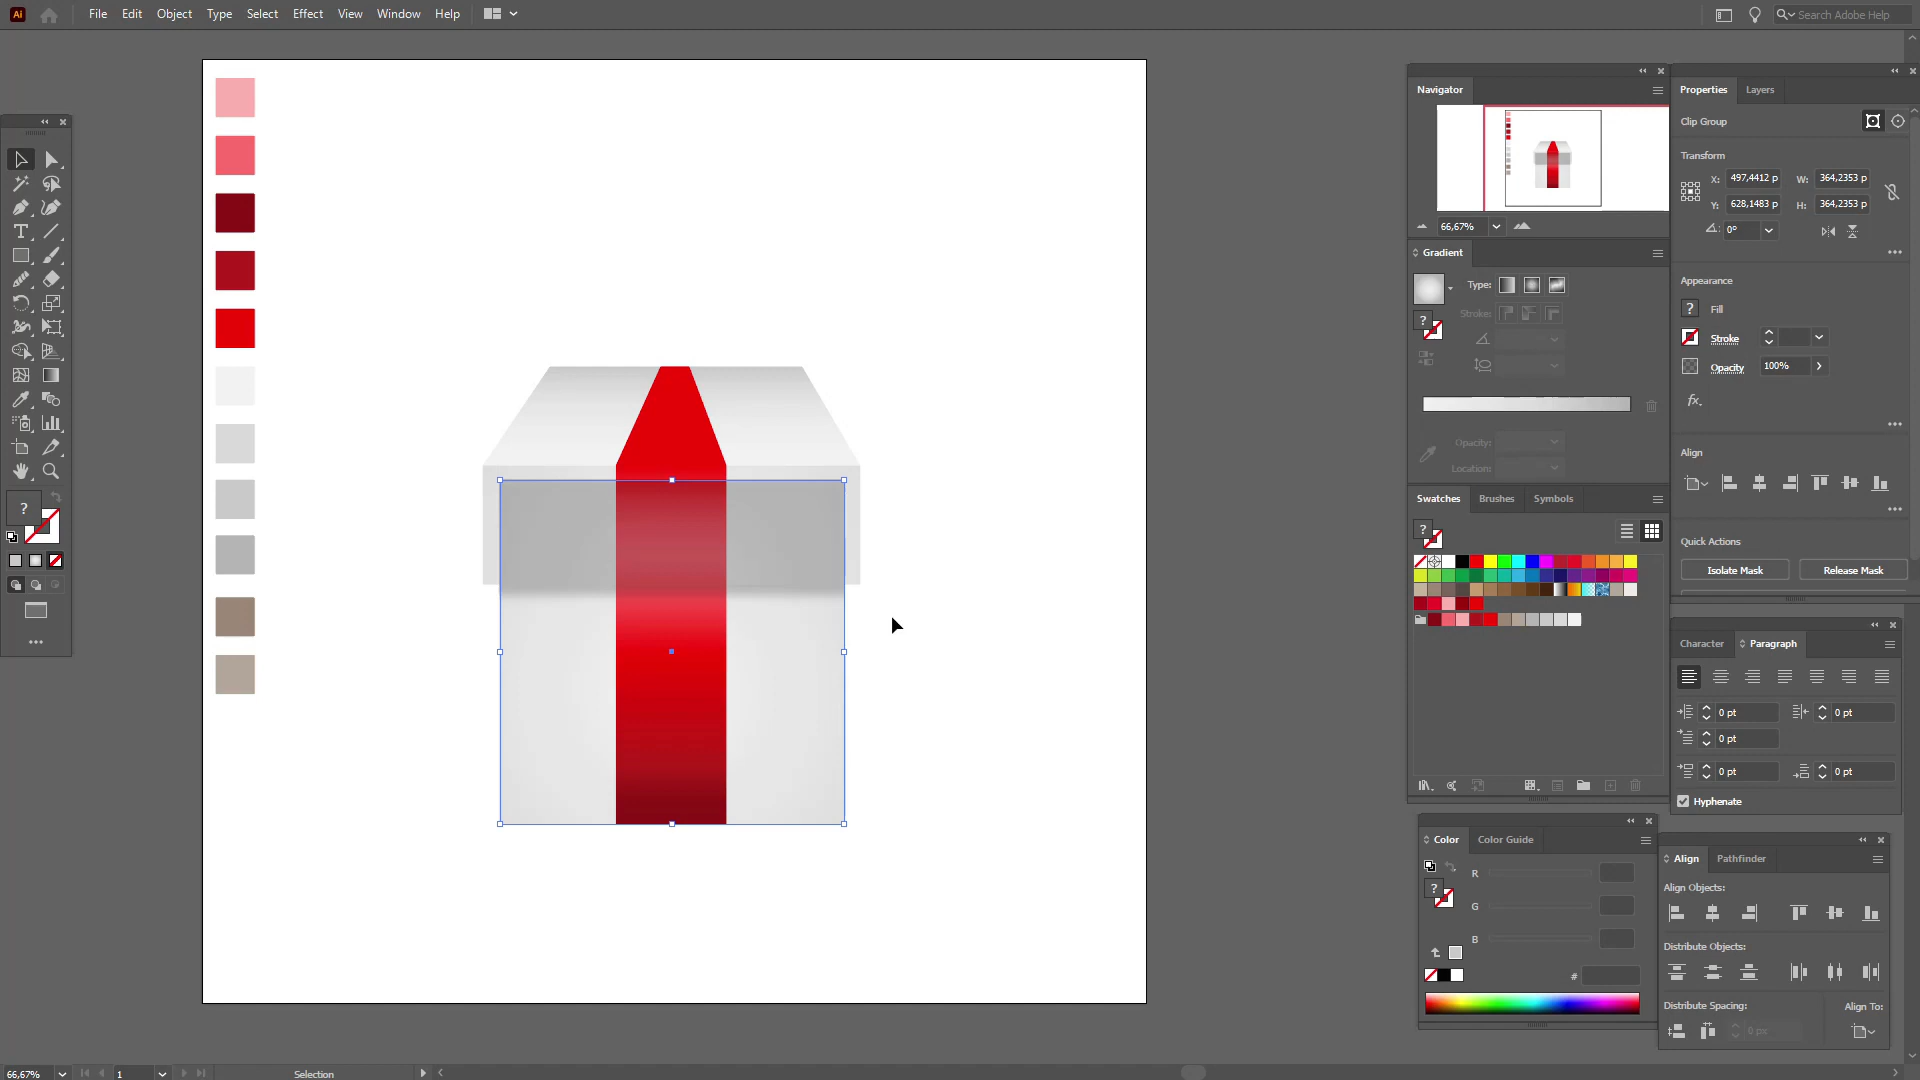 Ai File Edit Object Type Select Effect View Window Help Search Adobe Help
Navigator
66,67%
Gradient
Type:
Stroke:
Opacity:
Location:
Swatches Brushes Symbols
Color Color Guide
R
G
B
#
Properties Layers
Clip Group
Transform
X: 497,4412 p W: 364,2353 p
Y: 628,1483 p H: 364,2353 p
0°
Appearance
? Fill
Stroke
Opacity 100%
fx.
Align
Quick Actions
Isolate Mask Release Mask
Character Paragraph
0 pt 0 pt
0 pt
0 pt 0 pt
Hyphenate
Align Pathfinder
Align Objects:
Distribute Objects:
Distribute Spacing: Align To:
0 px
66,67% 1 Selection